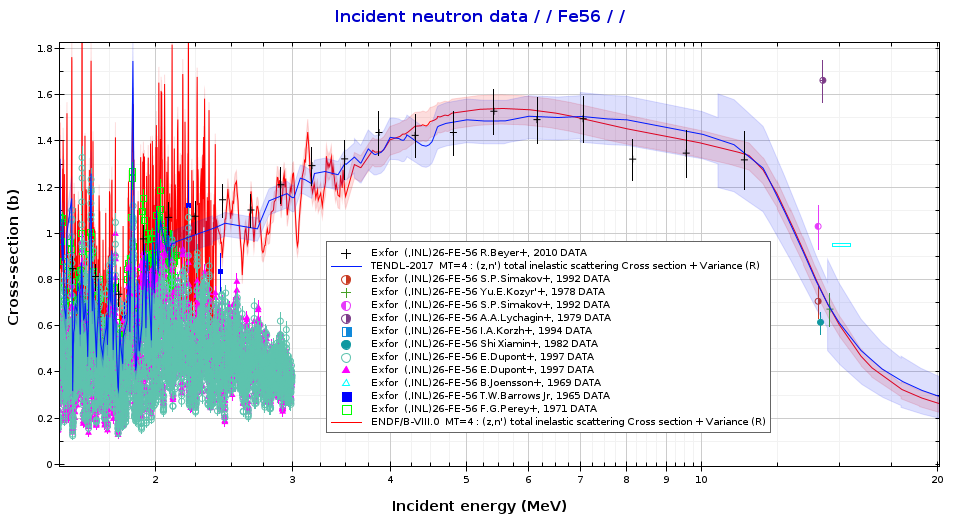 Incident neutron data / / Fe56 / /
Cross-section (b)
1.8
1.6
1.4
1.2
1
0.8
0.6
0.4
0.2
0
Exfor (,INL)26-FE-56 R.Beyer+, 2010 DATA
TENDL-2017 MT=4 : (z,n') total inelastic scattering Cross section + Variance (R)
Exfor (,INL)26-FE-56 S.P.Simakov+, 1992 DATA
Exfor (,INL)26-FE-56 Yu.E.Kozyr'+, 1978 DATA
Exfor (,INL)26-FE-56 S.P.Simakov+, 1992 DATA
Exfor (,INL)26-FE-56 A.A.Lychagin+, 1979 DATA
Exfor (,INL)26-FE-56 I.A.Korzh+, 1994 DATA
Exfor (,INL)26-FE-56 Shi Xiamin+, 1982 DATA
Exfor (,INL)26-FE-56 E.Dupont+, 1997 DATA
Exfor (,INL)26-FE-56 E.Dupont+, 1997 DATA
Exfor (,INL)26-FE-56 B.Joensson+, 1969 DATA
Exfor (,INL)26-FE-56 T.W.Barrows Jr, 1965 DATA
Exfor (,INL)26-FE-56 F.G.Perey+, 1971 DATA
ENDF/B-VIII.0 MT=4 : (z,n') total inelastic scattering Cross section + Variance (R)
2 3 4 5 6 7 8 9 10 20
Incident energy (MeV)